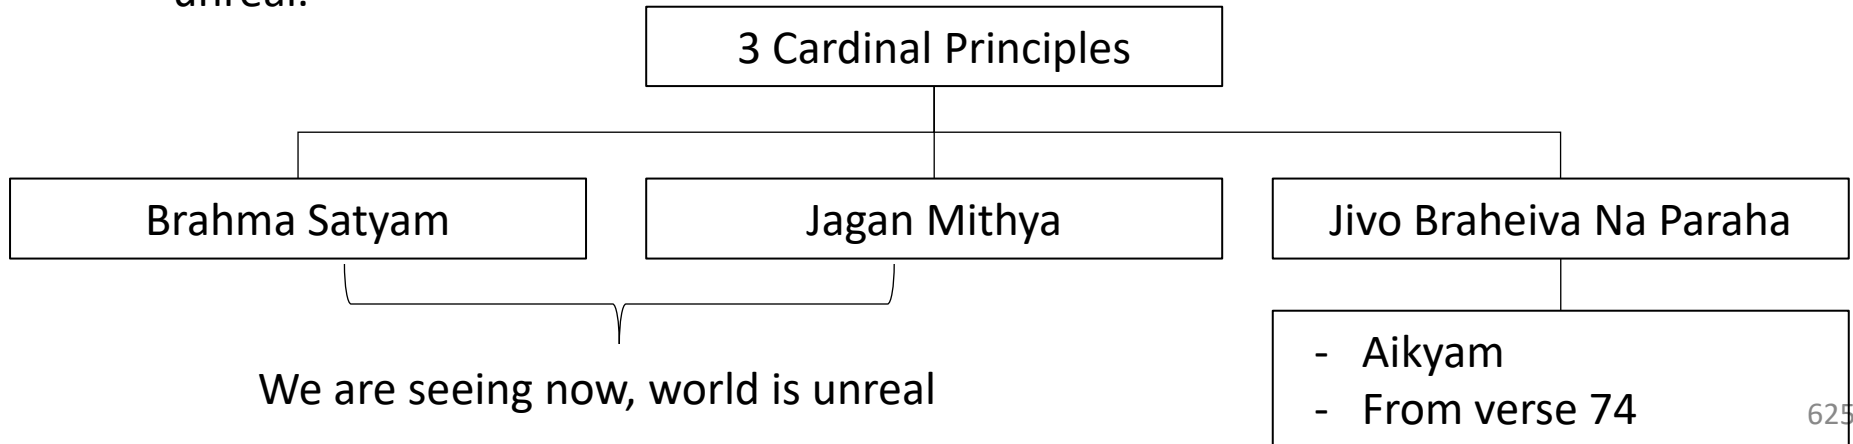 unreal.
3 Cardinal Principles
Brahma Satyam
Jagan Mithya
Jivo Braheiva Na Paraha
We are seeing now, world is unreal
- Aikyam
- From verse 74
625